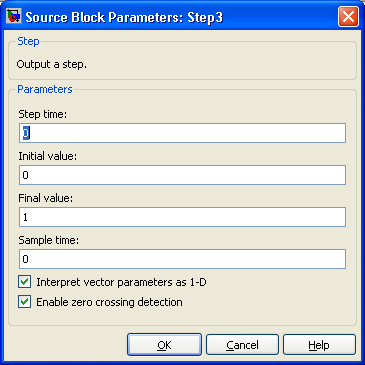 Source Block Parameters: Step3
Step
Output a step.
Parameters
Step time:
0
Initial value:
0
Final value:
1
Sample time:
0
Interpret vector parameters as 1-D
Enable zero crossing detection
OK Cancel Help